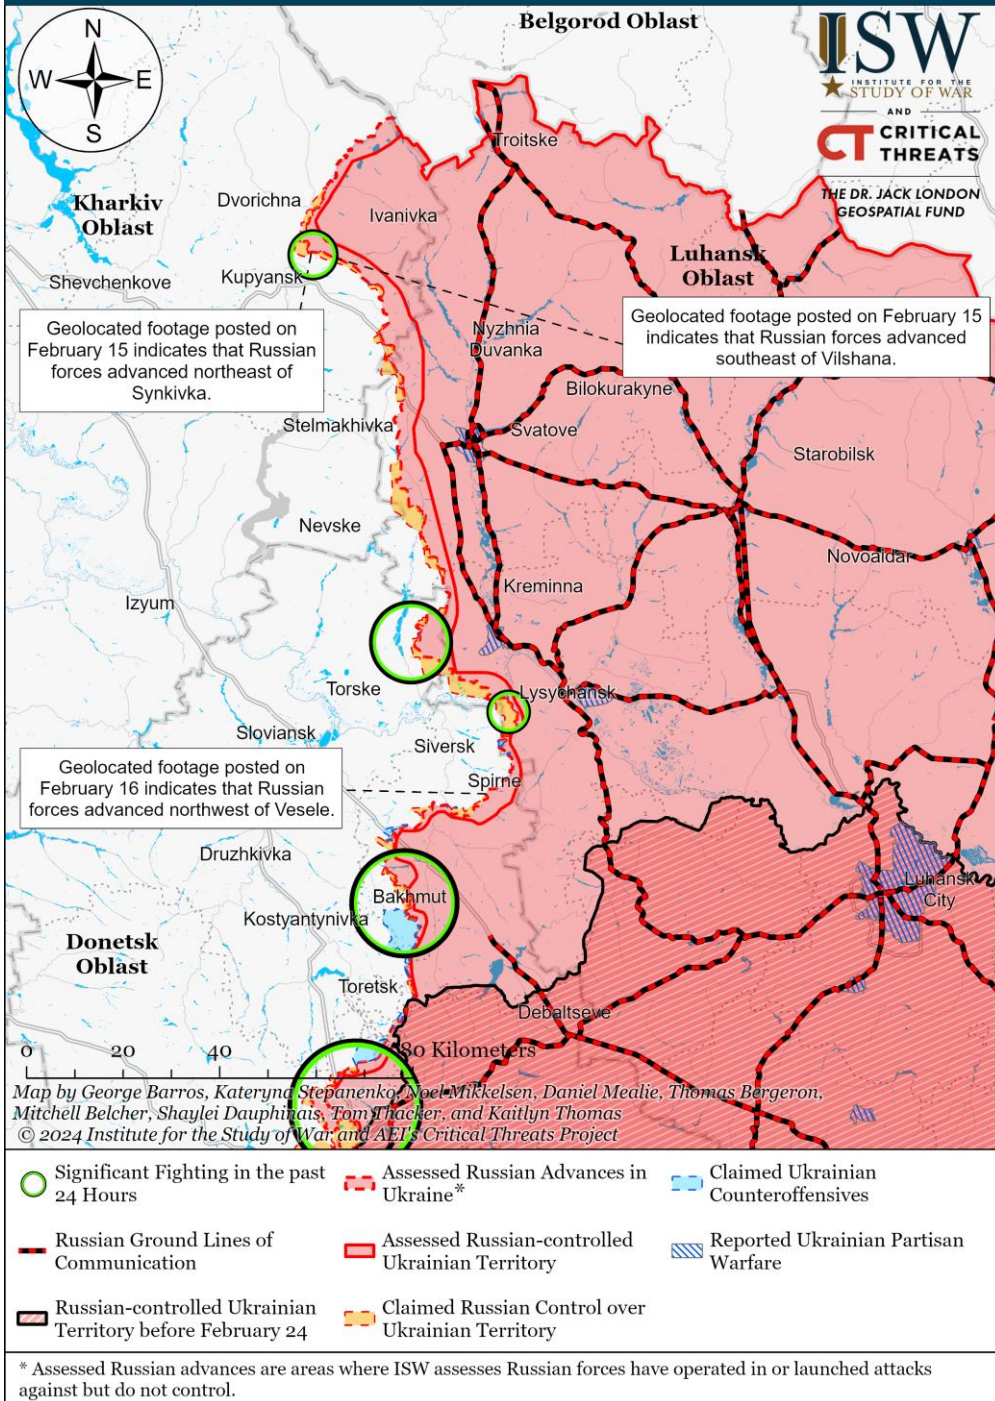 Belgorod Oblast
N
W
E
S
ISW
INSTITUTE FOR THE
STUDY OF WAR
AND
CT CRITICAL
THREATS
THE DR. JACK LONDON
GEOSPATIAL FUND
Troitske
Dvorichna
Kharkiv
Oblast
Ivanivka
Luhansk
Oblast
Shevchenkove
Kupyansk
Geolocated footage posted on
February 15 indicates that Russian
forces advanced northeast of
Synkivka.
Geolocated footage posted on February 15
indicates that Russian forces advanced
southeast of Vilshana.
Nyzhnia
Duvanka
Bilokurakyne
Stelmakhivka
Svatove
Starobilsk
Nevske
Novoaidar
Kreminna
Izyum
Torske
Lysychansk
Sloviansk
Siversk
Spirne
Geolocated footage posted on
February 16 indicates that Russian
forces advanced northwest of Vesele.
Druzhkivka
Bakhmut
Luhansk
City
Kostyantynivka
Donetsk
Oblast
Toretsk
Debaltseve
0 20 40 80 Kilometers
Map by George Barros, Kateryna Stepanenko, Noel Mikkelsen, Daniel Mealie, Thomas Bergeron,
Mitchell Belcher, Shaylei Dauphinais, Tom Thacker, and Kaitlyn Thomas
© 2024 Institute for the Study of War and AEI's Critical Threats Project
Significant Fighting in the past
24 Hours
Russian Ground Lines of
Communication
Russian-controlled Ukrainian
Territory before February 24
Assessed Russian Advances in
Ukraine*
Assessed Russian-controlled
Ukrainian Territory
Claimed Russian Control over
Ukrainian Territory
Claimed Ukrainian
Counteroffensives
Reported Ukrainian Partisan
Warfare
* Assessed Russian advances are areas where ISW assesses Russian forces have operated in or launched attacks
against but do not control.